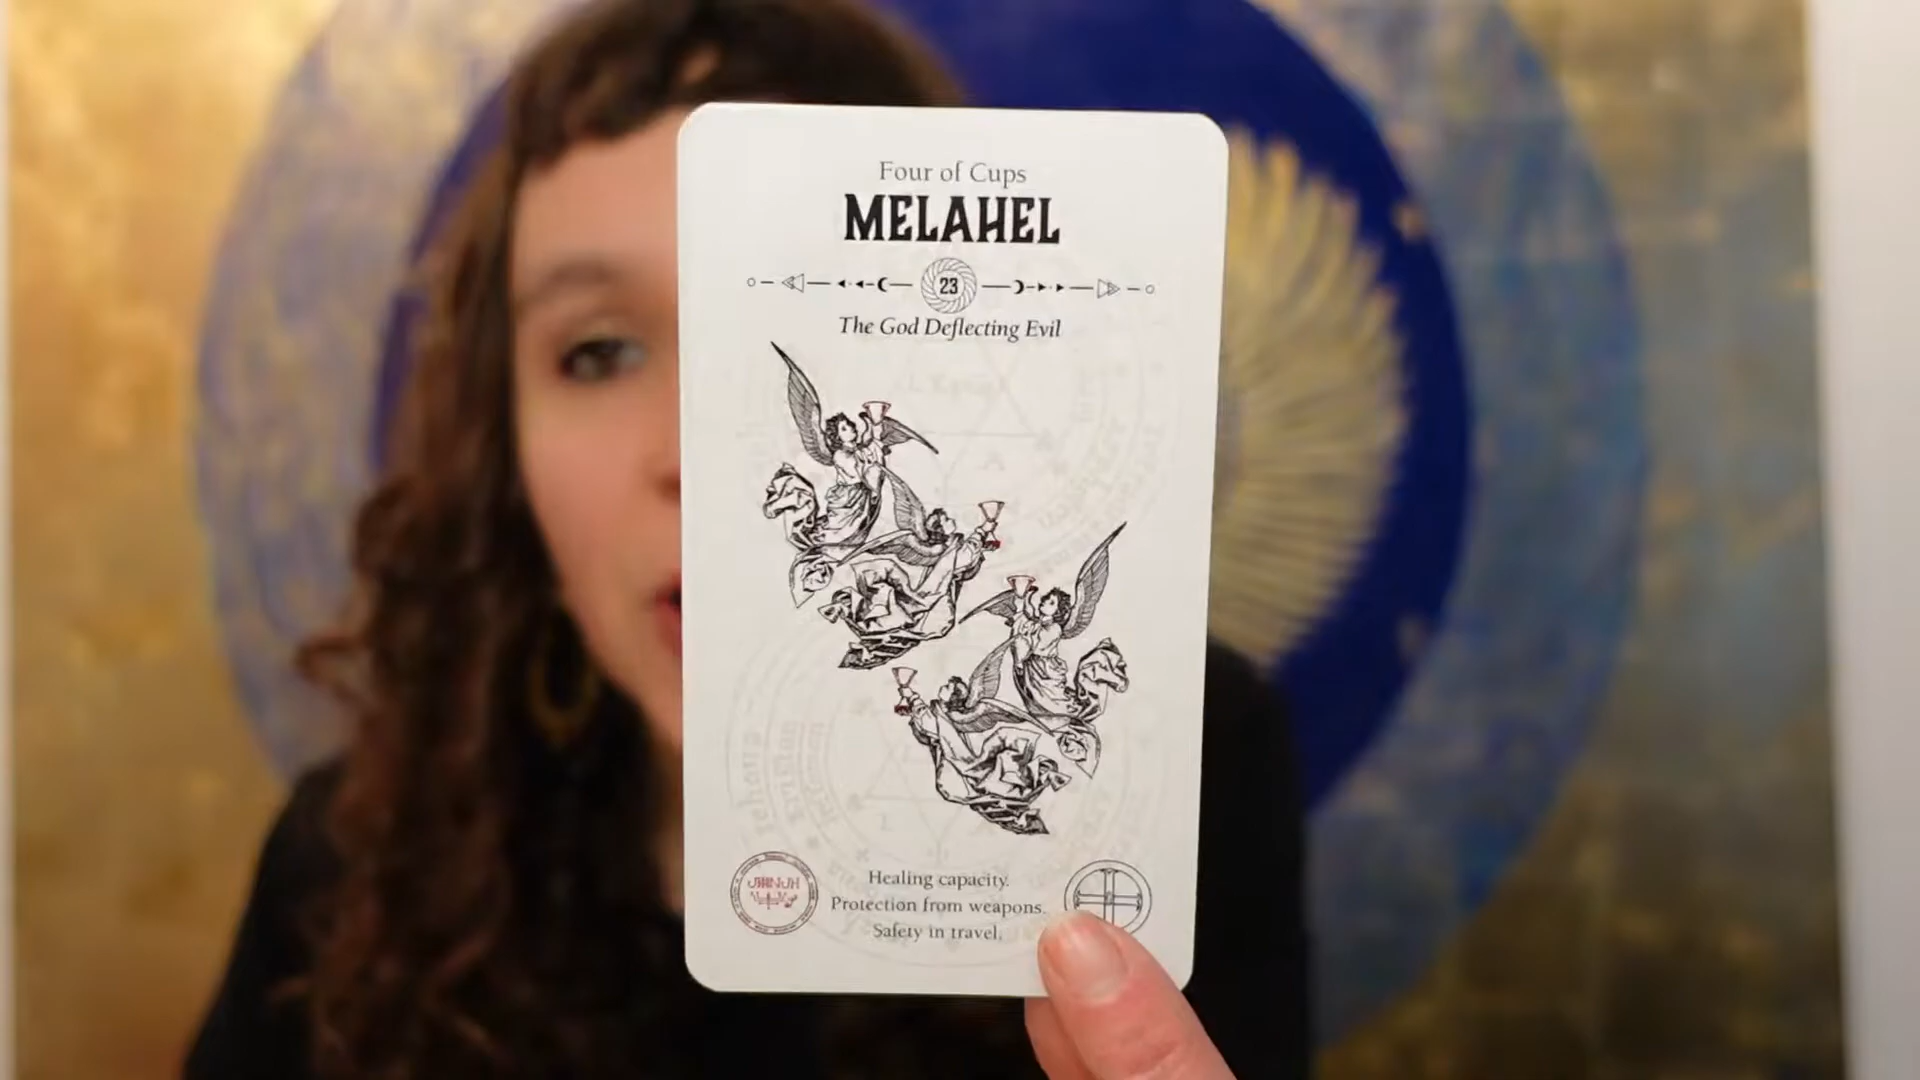 Four of Cups
MELAHEL
23
The God Deflecting Evil
Healing capacity.
Protection from weapons.
Safety in travel.